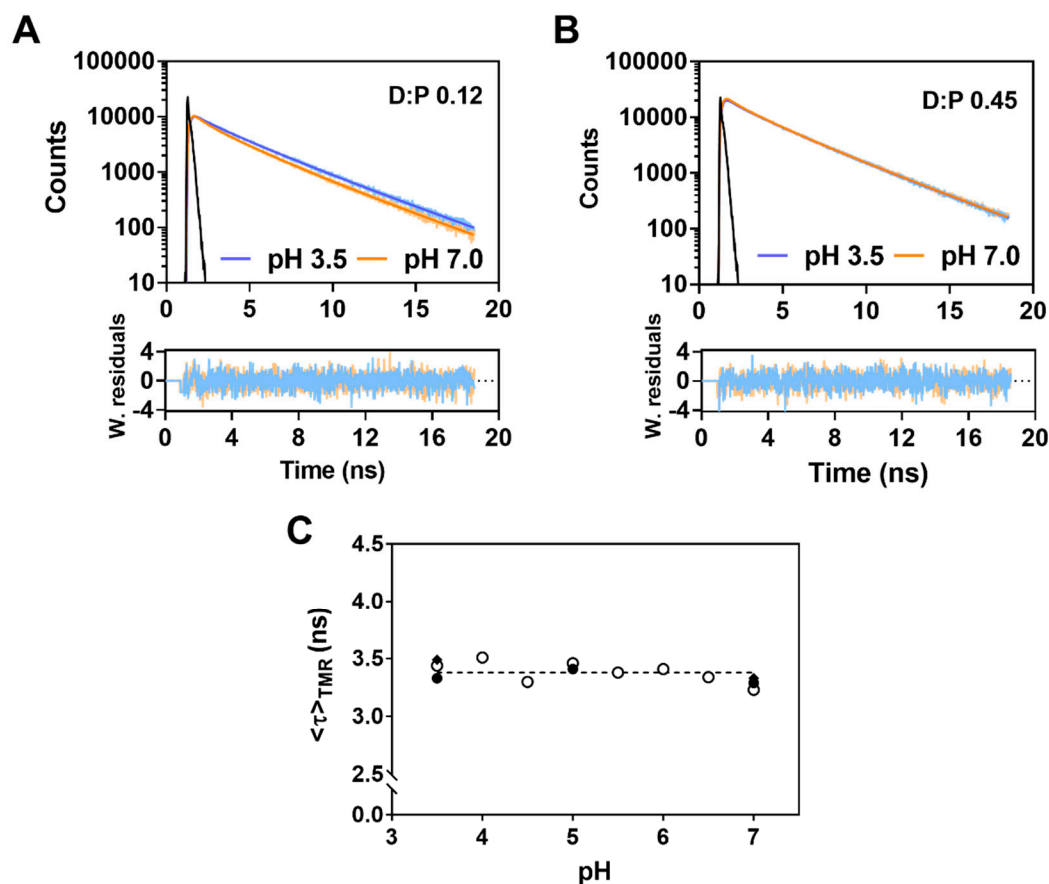 A
B
100000
10000
1000
100
10
Counts
D:P 0.12
pH 3.5 pH 7.0
0 5 10 15 20
W. residuals
4
0
-4
0 4 8 12 16 20
Time (ns)
100000
10000
1000
100
10
Counts
D:P 0.45
pH 3.5 pH 7.0
0 5 10 15 20
W. residuals
4
0
-4
0 4 8 12 16 20
Time (ns)
C
4.5
4.0
3.5
3.0
2.5
0.0
<τ>TMR (ns)
3 4 5 6 7
pH